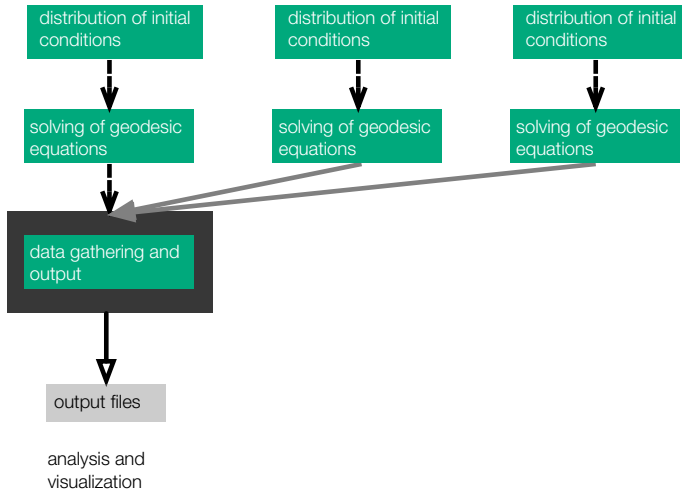 distribution of initial
conditions
distribution of initial
conditions
distribution of initial
conditions
solving of geodesic
equations
solving of geodesic
equations
solving of geodesic
equations
data gathering and
output
output files
analysis and
visualization